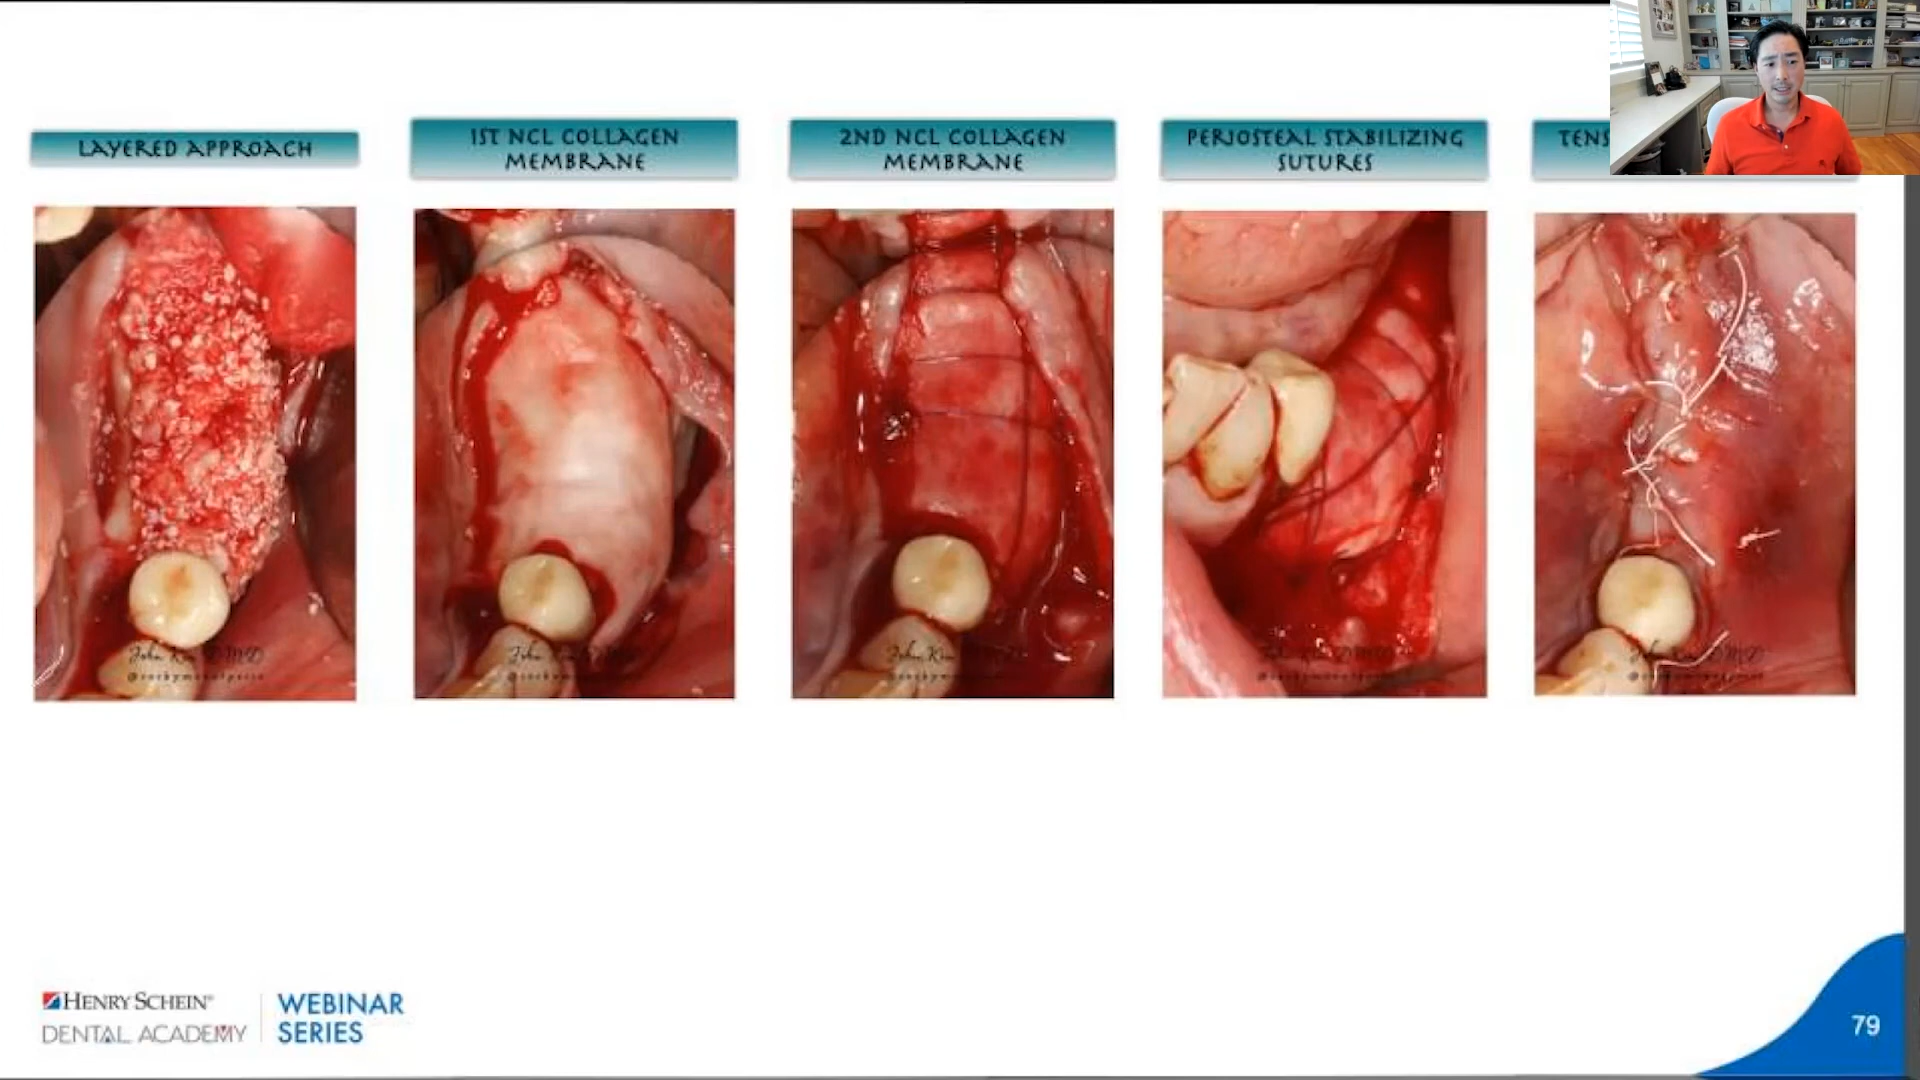 LAYERED APPROACH
1ST NCL COLLAGEN
MEMBRANE
2ND NCL COLLAGEN
MEMBRANE
PERIOSTEAL STABILIZING
SUTURES
TENS
HENRY SCHEIN®
DENTAL ACADEMY
WEBINAR
SERIES
79